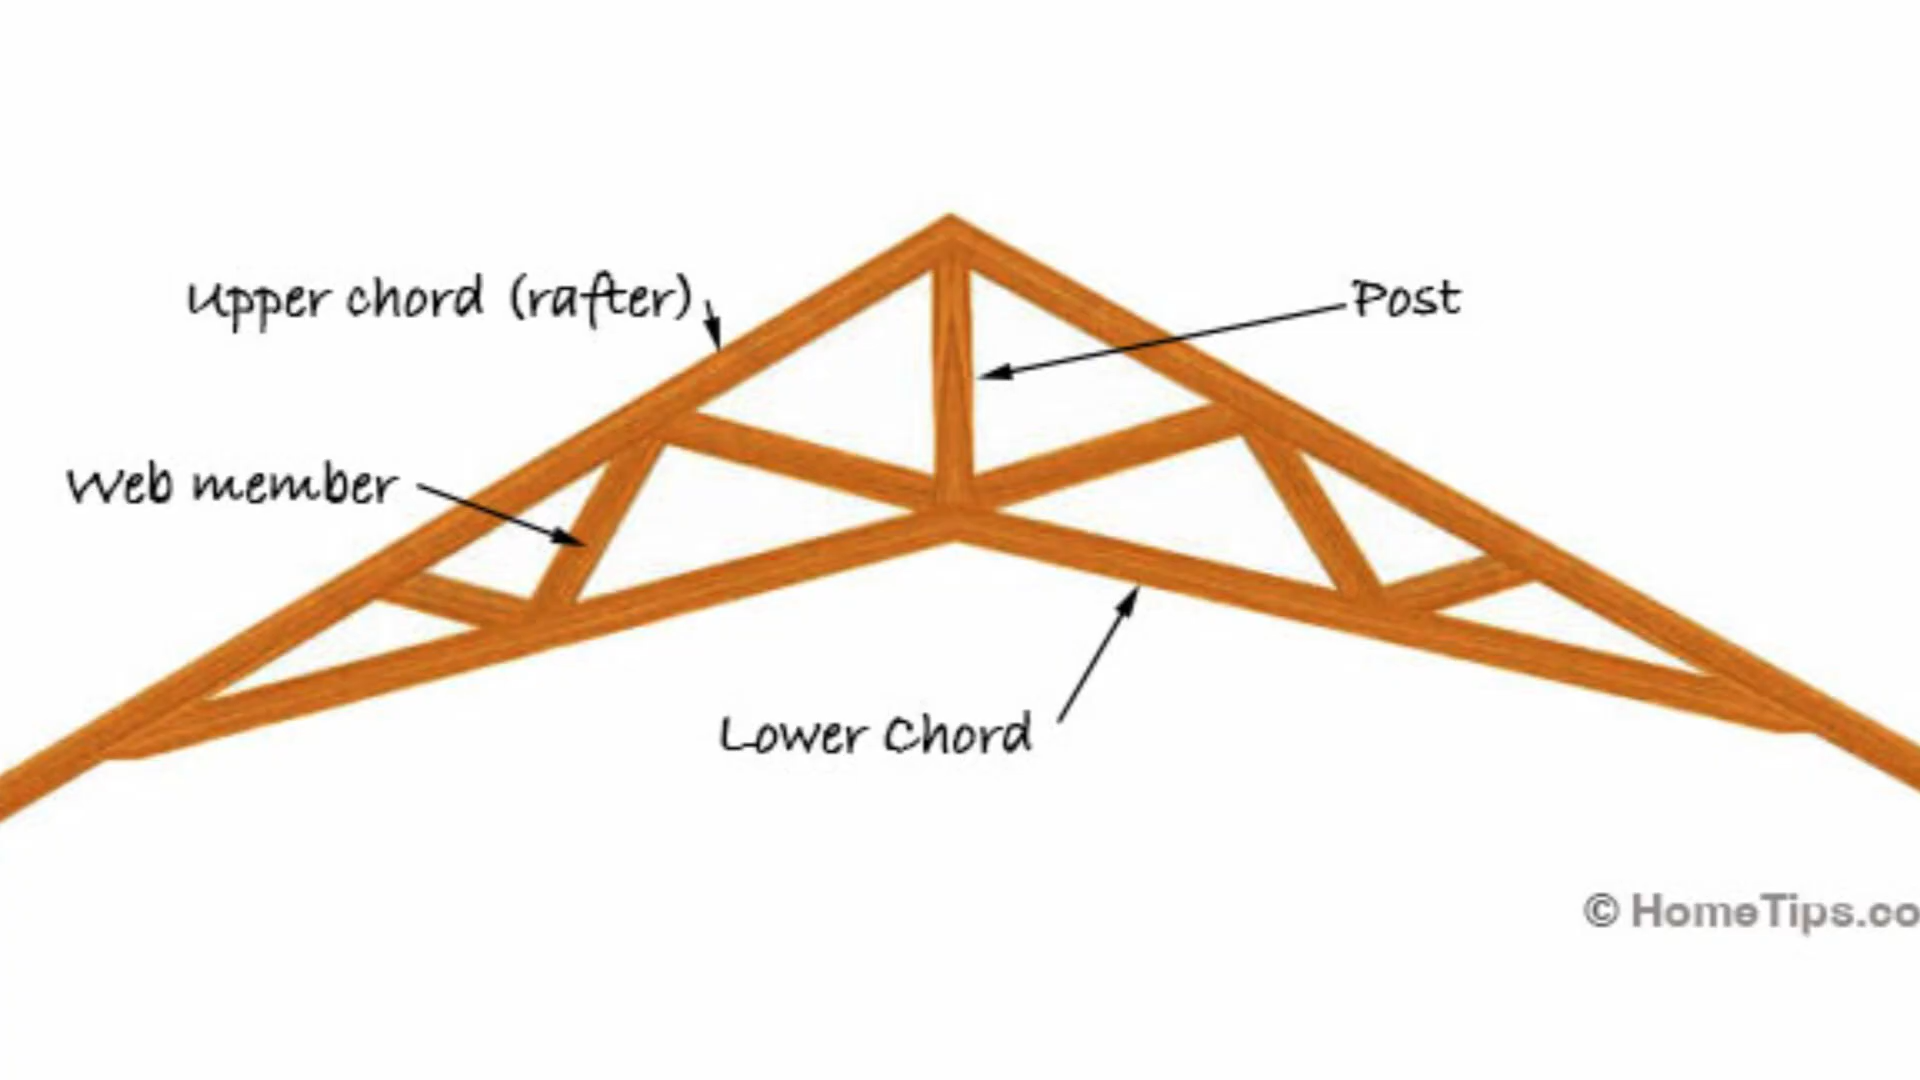 Upper chord (rafter)
Post
Web member
Lower Chord
© HomeTips.co